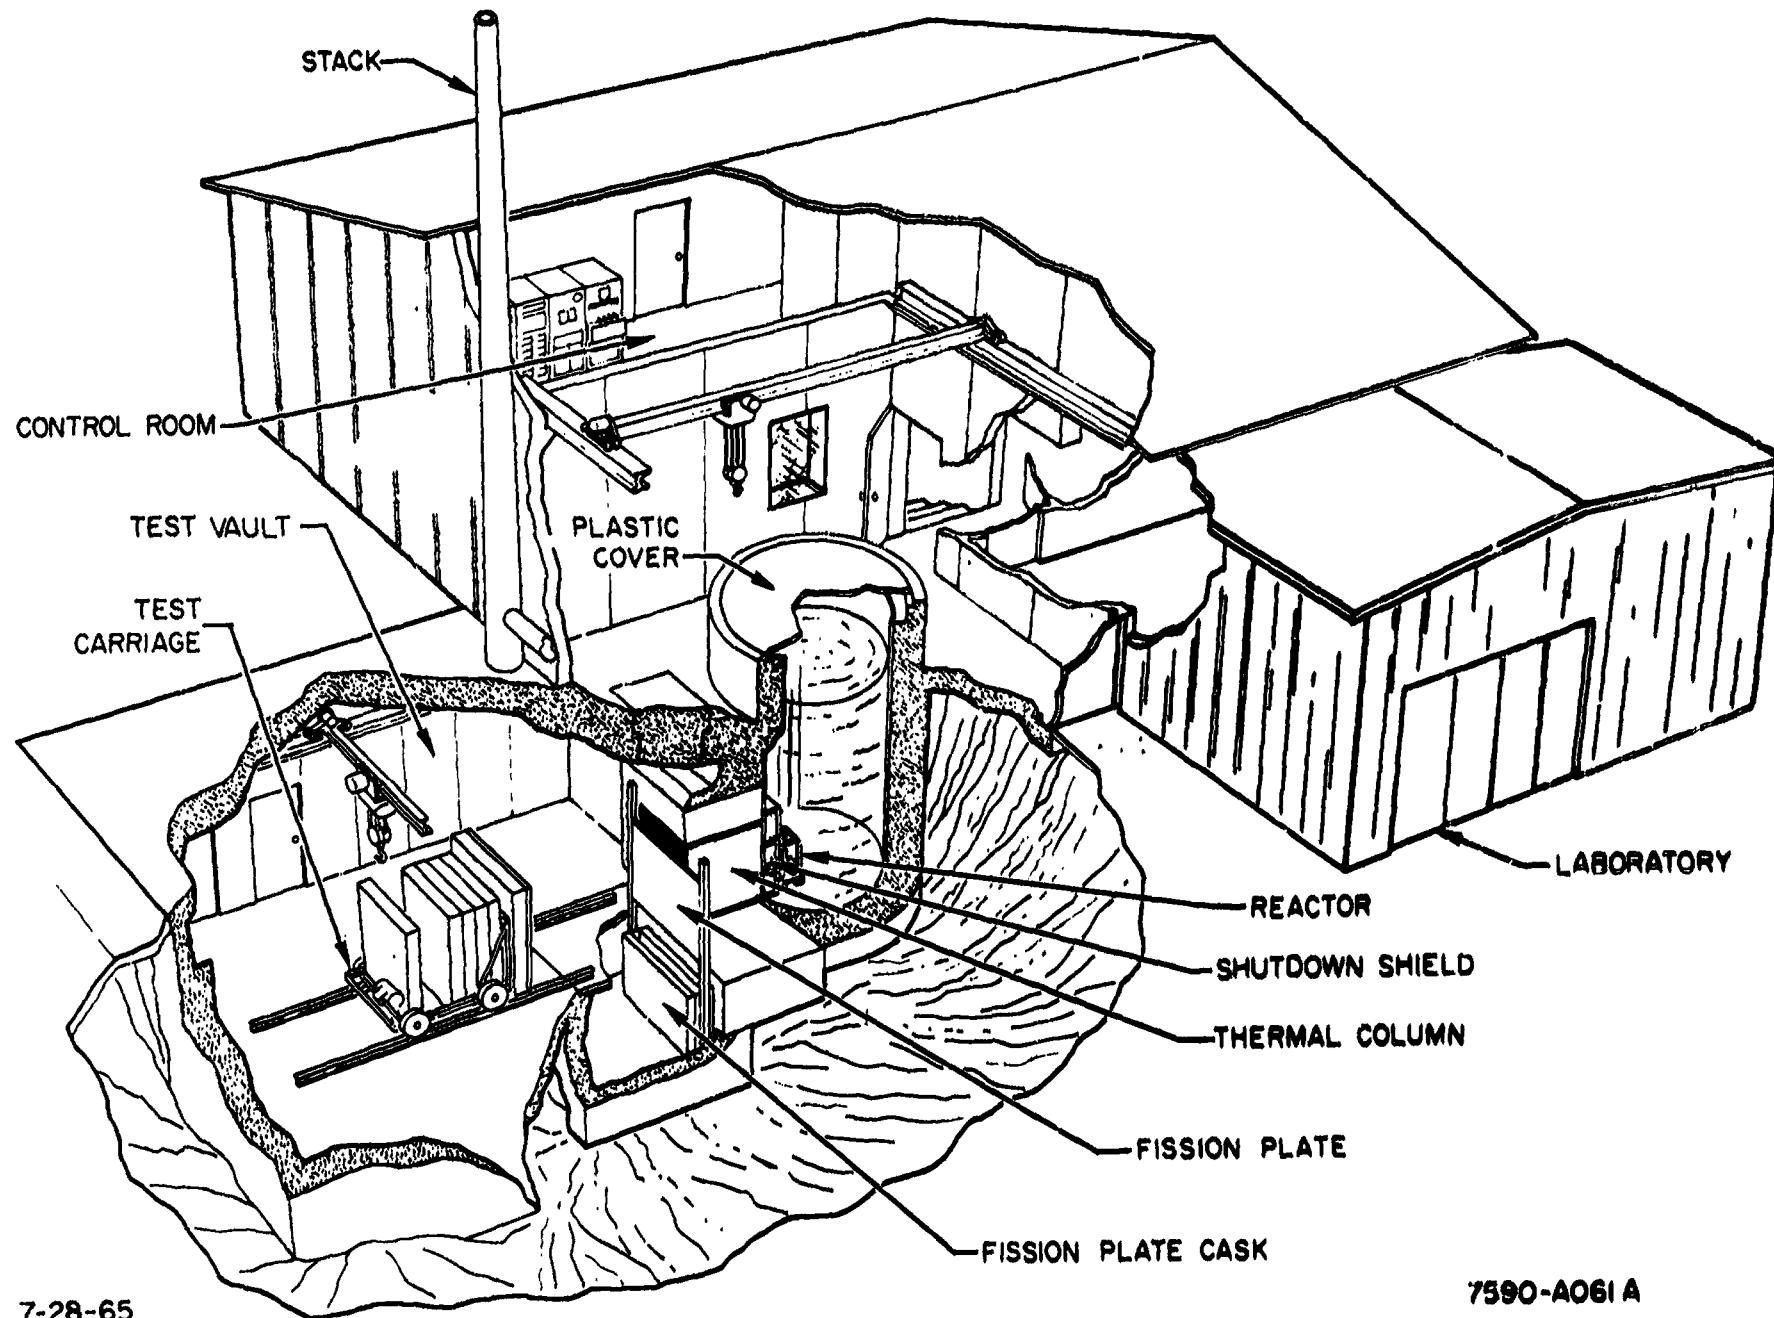 STACK
CONTROL ROOM
TEST VAULT
PLASTIC
COVER
TEST
CARRIAGE
LABORATORY
REACTOR
SHUTDOWN SHIELD
THERMAL COLUMN
FISSION PLATE
FISSION PLATE CASK
7-28-65
7590-A061 A